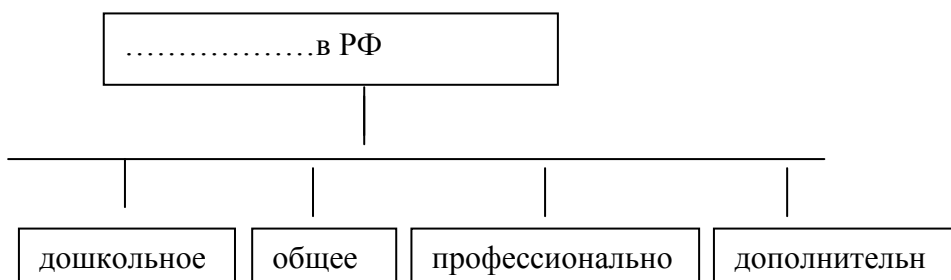 ………………в РФ
дошкольное
общее
профессионально
дополнительн